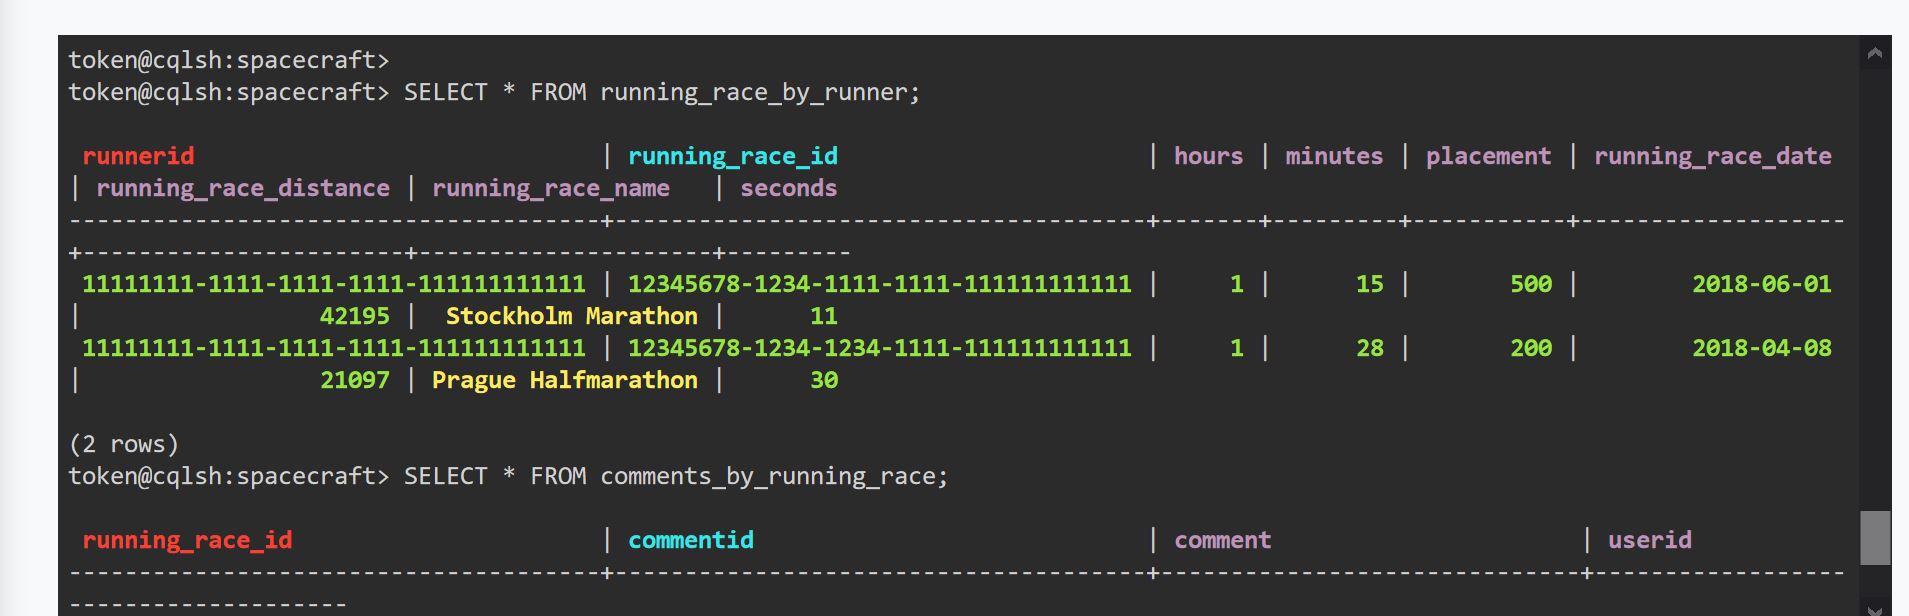 token@cqlsh:spacecraft>
token@cqlsh:spacecraft> SELECT * FROM running_race_by_runner;
 runnerid                             | running_race_id                      | hours | minutes | placement | running_race_date
| running_race_distance | running_race_name   | seconds
--------------------------------------+--------------------------------------+-------+---------+-----------+-------------------
+-----------------------+---------------------+---------
 11111111-1111-1111-1111-111111111111 | 12345678-1234-1111-1111-111111111111 |     1 |      15 |       500 |        2018-06-01
|                 42195 |  Stockholm Marathon |      11
 11111111-1111-1111-1111-111111111111 | 12345678-1234-1234-1111-111111111111 |     1 |      28 |       200 |        2018-04-08
|                 21097 | Prague Halfmarathon |      30
(2 rows)
token@cqlsh:spacecraft> SELECT * FROM comments_by_running_race;
 running_race_id                      | commentid                            | comment                      | userid
--------------------------------------+--------------------------------------+------------------------------+------------------
--------------------